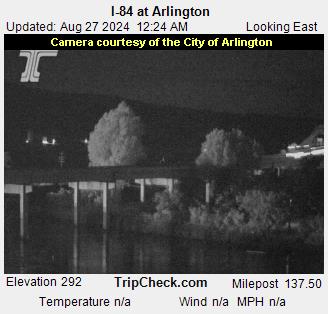 I-84 at Arlington
Updated: Aug 27 2024 12:24 AM Looking East
Camera courtesy of the City of Arlington
Elevation 292 TripCheck.com Milepost 137.50
Temperature n/a Wind n/a MPH n/a